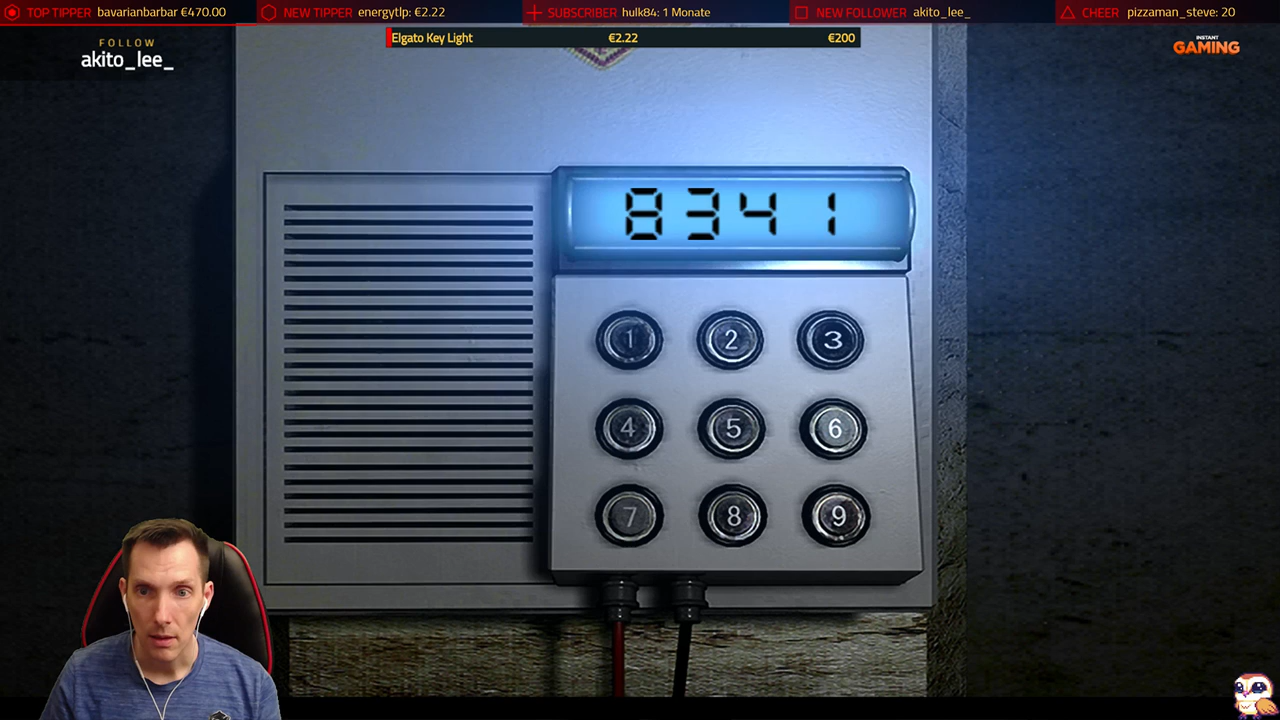 TOP TIPPER bavarianbarbar €470.00
NEW TIPPER energytlp: €2.22
SUBSCRIBER hulk84: 1 Monate
NEW FOLLOWER akito_lee_
CHEER pizzaman_steve: 20
FOLLOW
akito_lee_
Elgato Key Light €2.22 €200
INSTANT
GAMING
8341
1 2 3
4 5 6
7 8 9